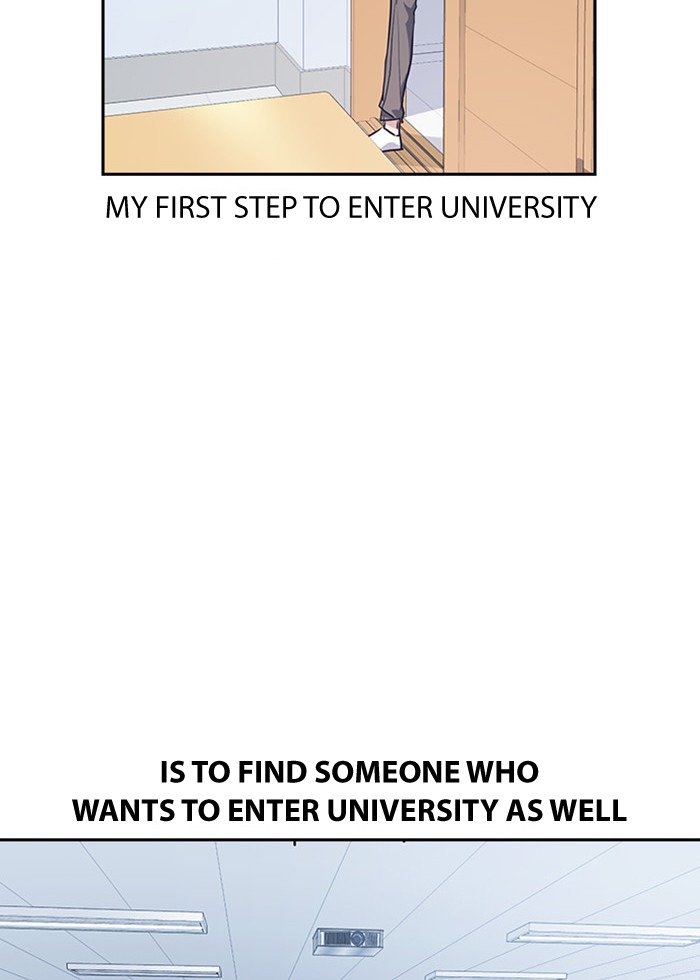 MY FIRST STEP TO ENTER UNIVERSITY
IS TO FIND SOMEONE WHO
WANTS TO ENTER UNIVERSITY AS WELL